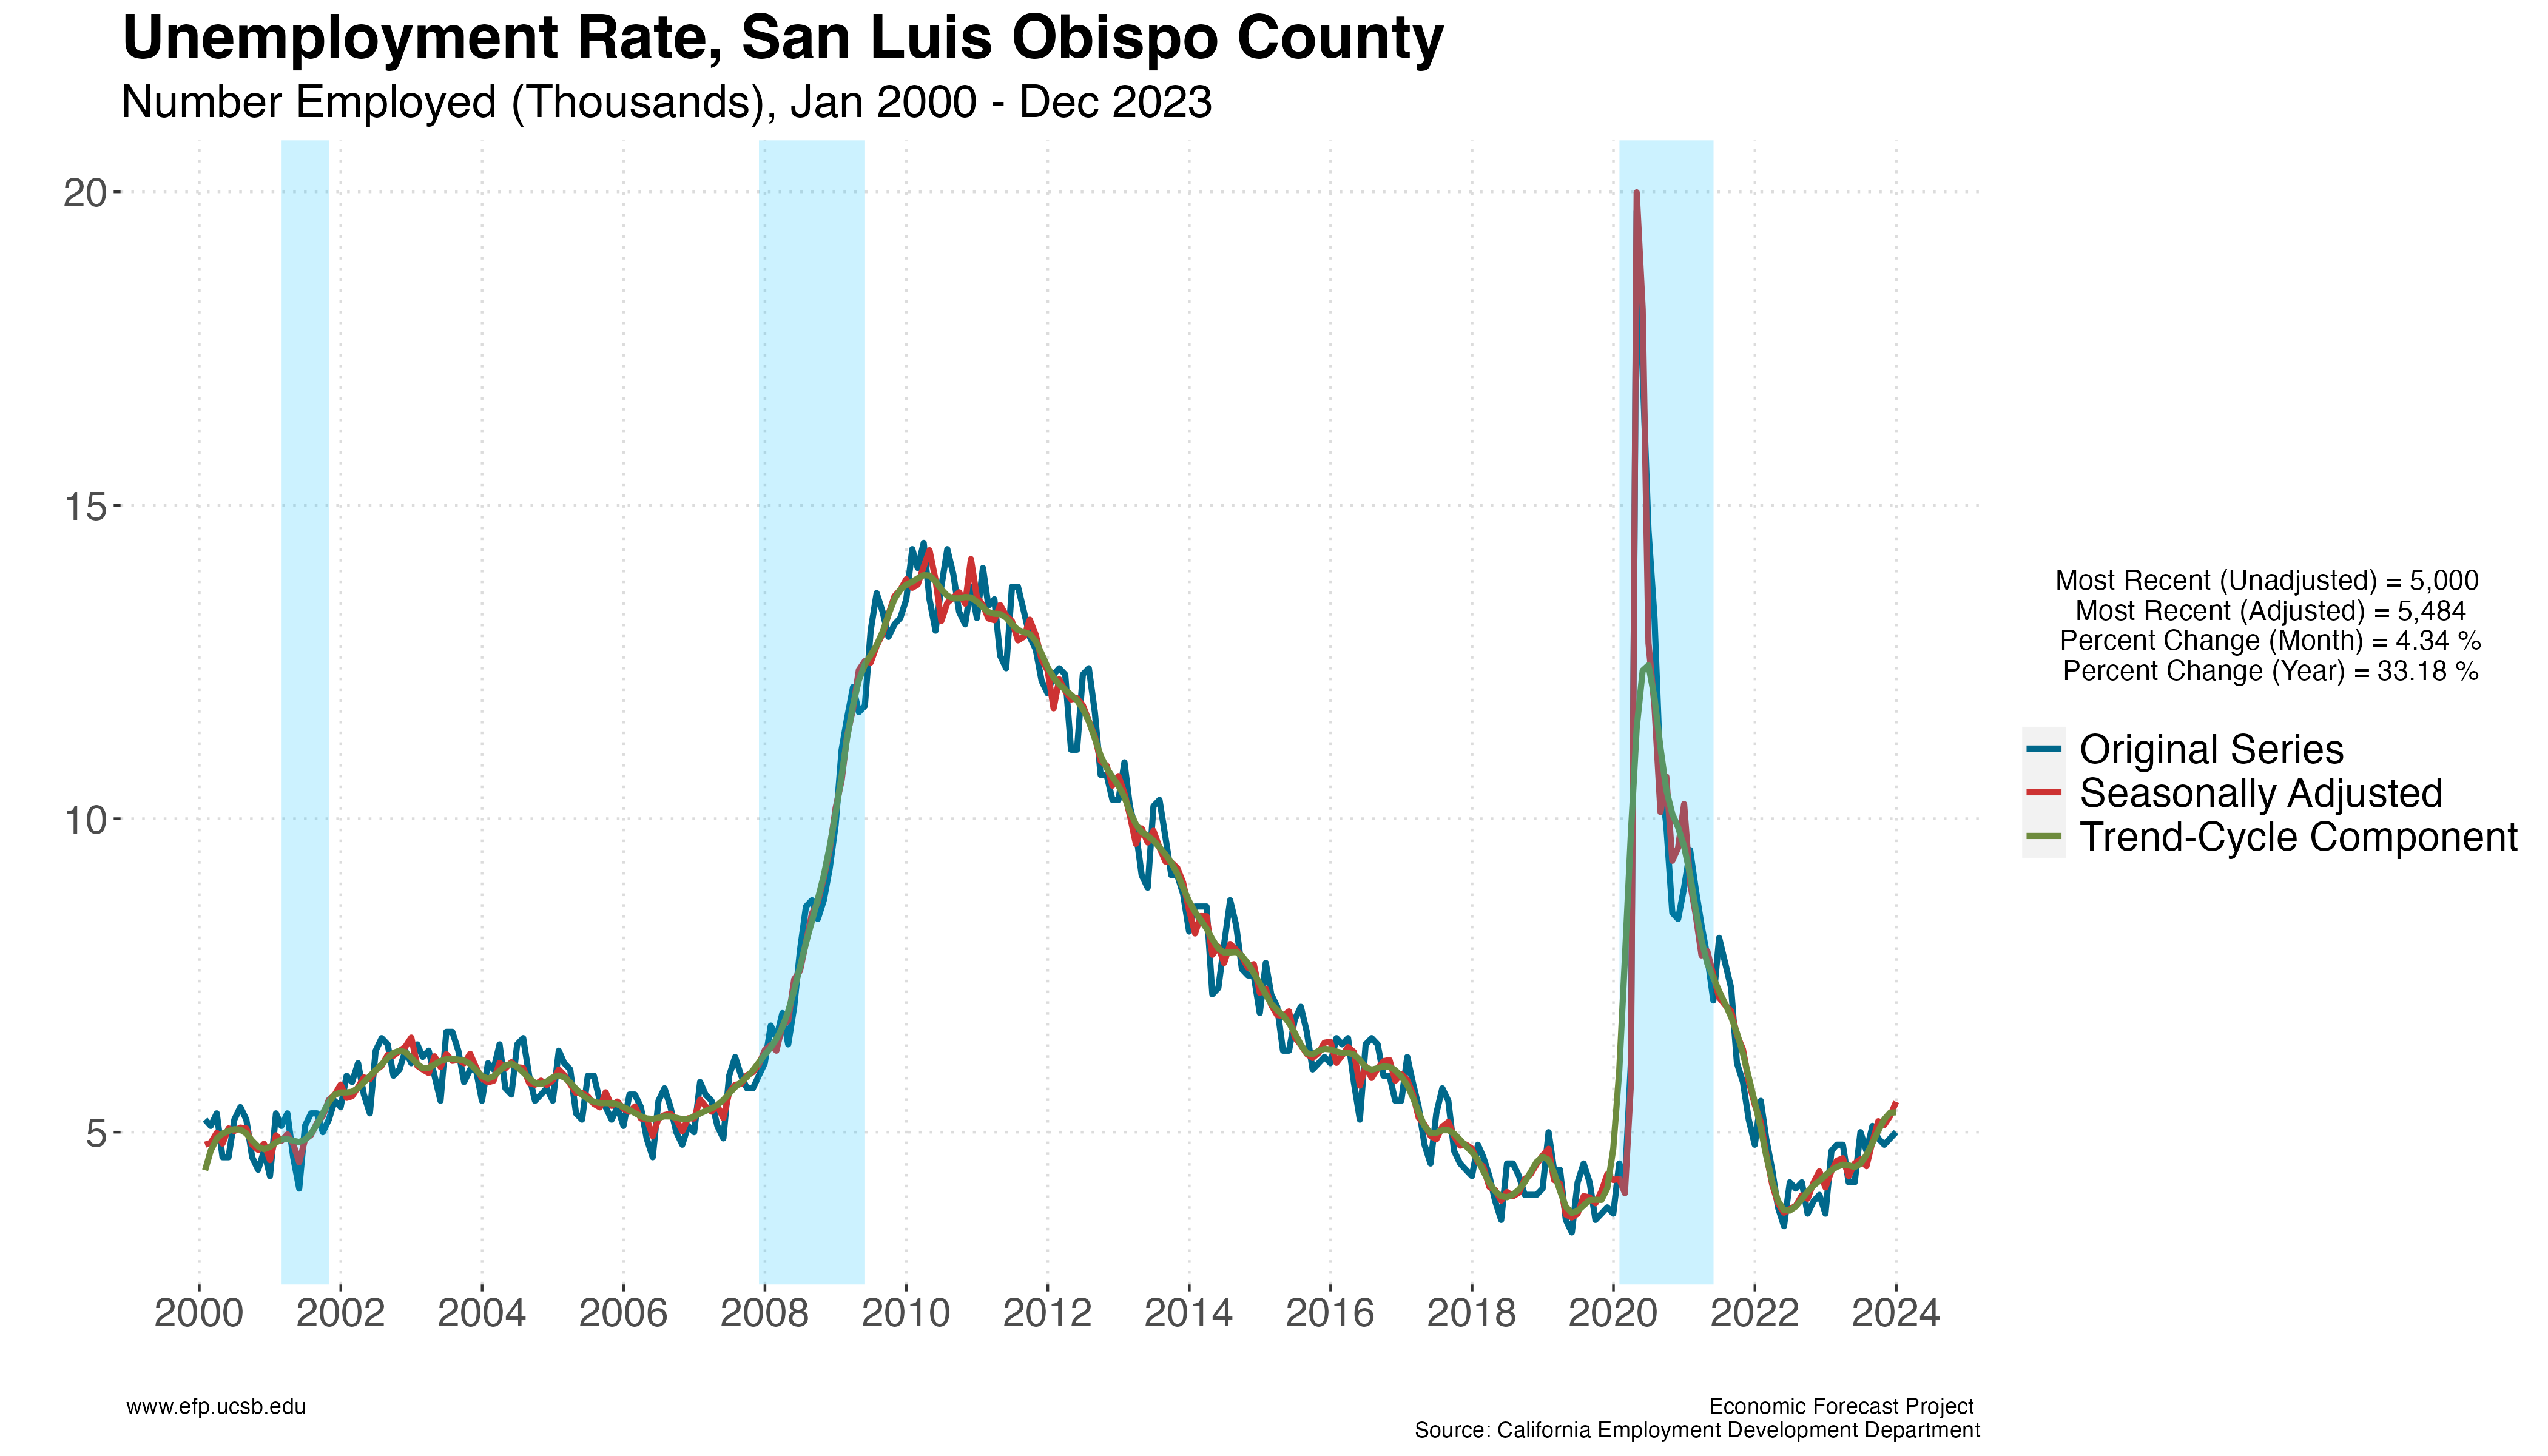 Unemployment Rate, San Luis Obispo County
Number Employed (Thousands), Jan 2000 - Dec 2023
20
15
10
5
2000 2002 2004 2006 2008 2010 2012 2014 2016 2018 2020 2022 2024
Most Recent (Unadjusted) = 5,000
Most Recent (Adjusted) = 5,484
Percent Change (Month) = 4.34 %
Percent Change (Year) = 33.18 %
Original Series
Seasonally Adjusted
Trend-Cycle Component
www.efp.ucsb.edu
Economic Forecast Project
Source: California Employment Development Department